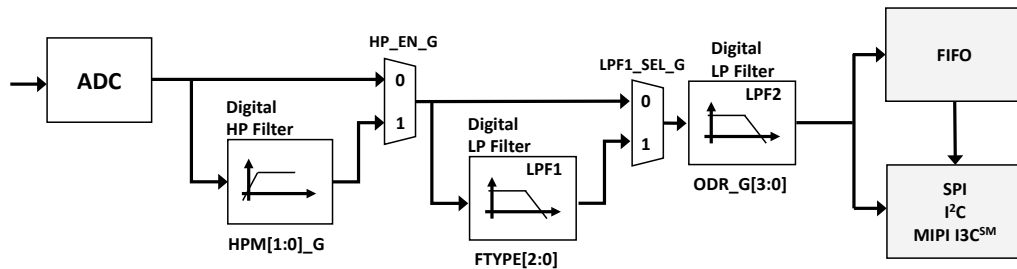 ADC
HP_EN_G
0
1
Digital
HP Filter
HPM[1:0]_G
Digital
LP Filter
LPF1
FTYPE[2:0]
LPF1_SEL_G
0
1
Digital
LP Filter
LPF2
ODR_G[3:0]
FIFO
SPI
I²C
MIPI I3Cˢᴹ